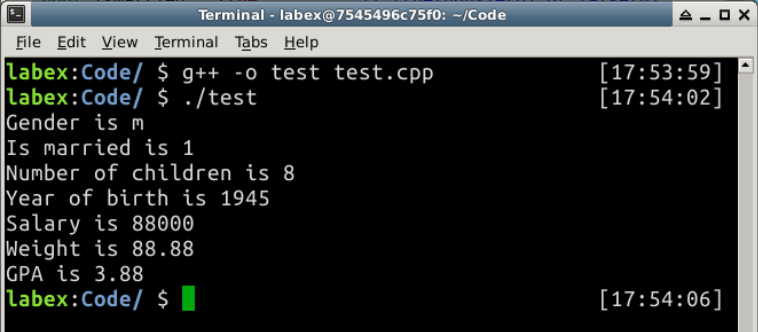 Terminal - labex@7545496c75f0: ~/Code
File Edit View Terminal Tabs Help
labex:Code/ $ g++ -o test test.cpp [17:53:59]
labex:Code/ $ ./test [17:54:02]
Gender is m
Is married is 1
Number of children is 8
Year of birth is 1945
Salary is 88000
Weight is 88.88
GPA is 3.88
labex:Code/ $ [17:54:06]